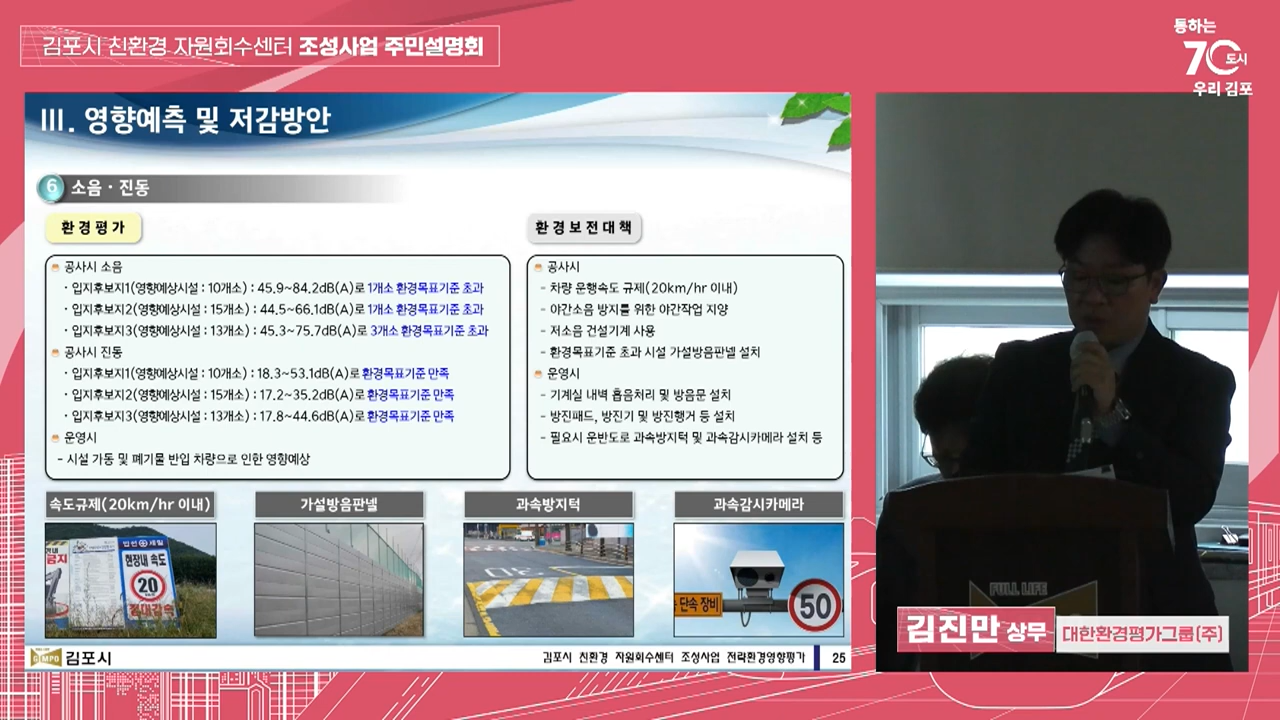 김포시 친환경 자원회수센터 조성사업 주민설명회
통하는
70도시
우리 김포
III. 영향예측 및 저감방안
6 소음·진동
환경평가
공사시 소음
· 입지후보지1(영향예상시설 : 10개소) : 45.9~84.2dB(A)로 1개소 환경목표기준 초과
· 입지후보지2(영향예상시설 : 15개소) : 44.5~66.1dB(A)로 1개소 환경목표기준 초과
· 입지후보지3(영향예상시설 : 13개소) : 45.3~75.7dB(A)로 3개소 환경목표기준 초과
공사시 진동
· 입지후보지1(영향예상시설 : 10개소) : 18.3~53.1dB(A)로 환경목표기준 만족
· 입지후보지2(영향예상시설 : 15개소) : 17.2~35.2dB(A)로 환경목표기준 만족
· 입지후보지3(영향예상시설 : 13개소) : 17.8~44.6dB(A)로 환경목표기준 만족
운영시
- 시설 가동 및 폐기물 반입 차량으로 인한 영향예상
환경보전대책
공사시
- 차량 운행속도 규제(20km/hr 이내)
- 야간소음 방지를 위한 야간작업 지양
- 저소음 건설기계 사용
- 환경목표기준 초과 시설 가설방음판넬 설치
운영시
- 기계실 내벽 흡음처리 및 방음문 설치
- 방진패드, 방진기 및 방진행거 등 설치
- 필요시 운반도로 과속방지턱 및 과속감시카메라 설치 등
속도규제(20km/hr 이내)
가설방음판넬
과속방지턱
과속감시카메라
현장내 속도
20
절대감속
단속 장비
50
GIMPO 김포시
김포시 친환경 자원회수센터 조성사업 전략환경영향평가
25
FULL LIFE
김진만 상무
대한환경평가그룹(주)